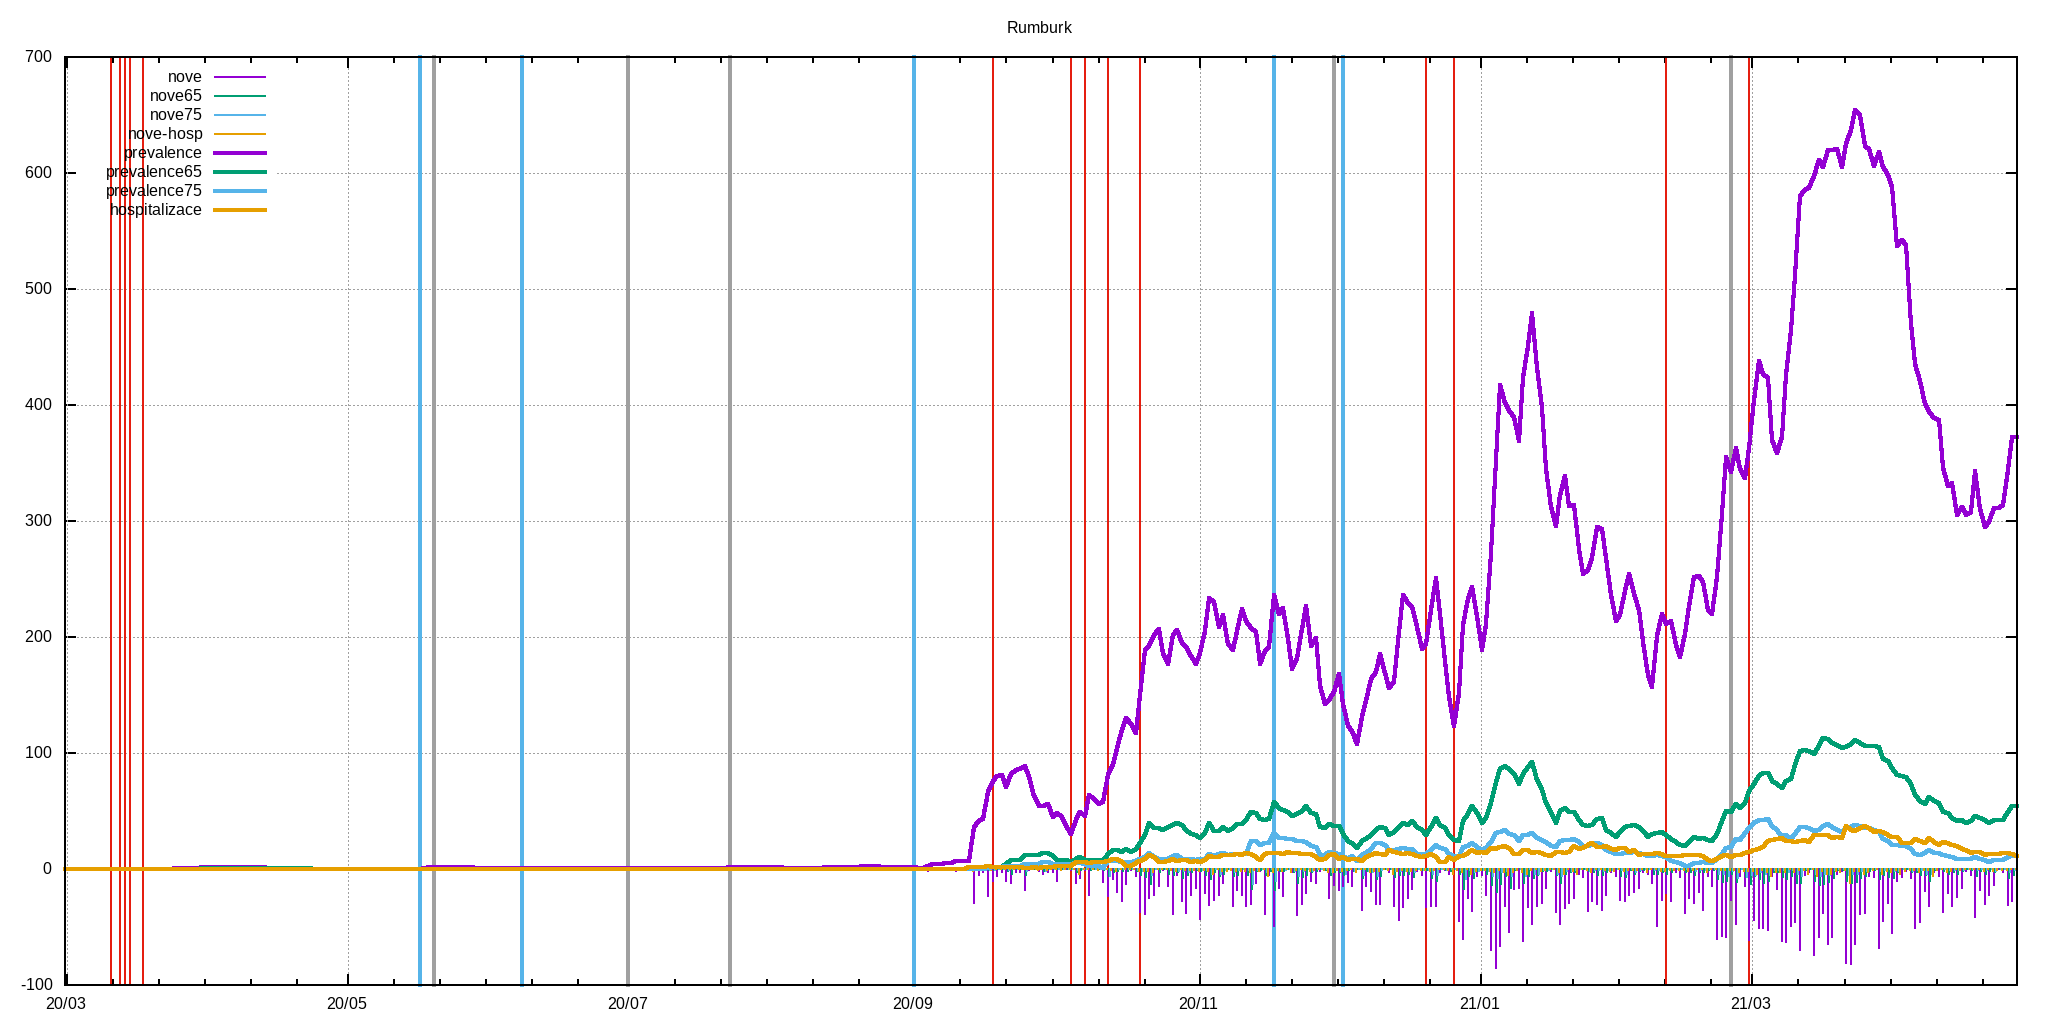 Rumburk
700
600
500
400
300
200
100
0
-100
nove
nove65
nove75
nove-hosp
prevalence
prevalence65
prevalence75
hospitalizace
20/03
20/05
20/07
20/09
20/11
21/01
21/03